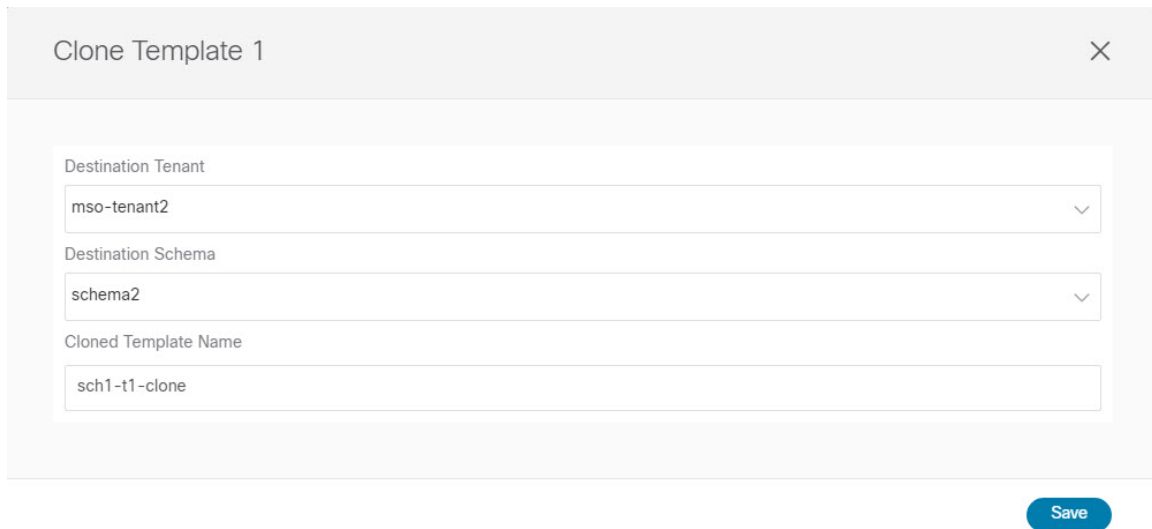 Clone Template 1
Destination Tenant
mso-tenant2
Destination Schema
schema2
Cloned Template Name
sch1-t1-clone
Save